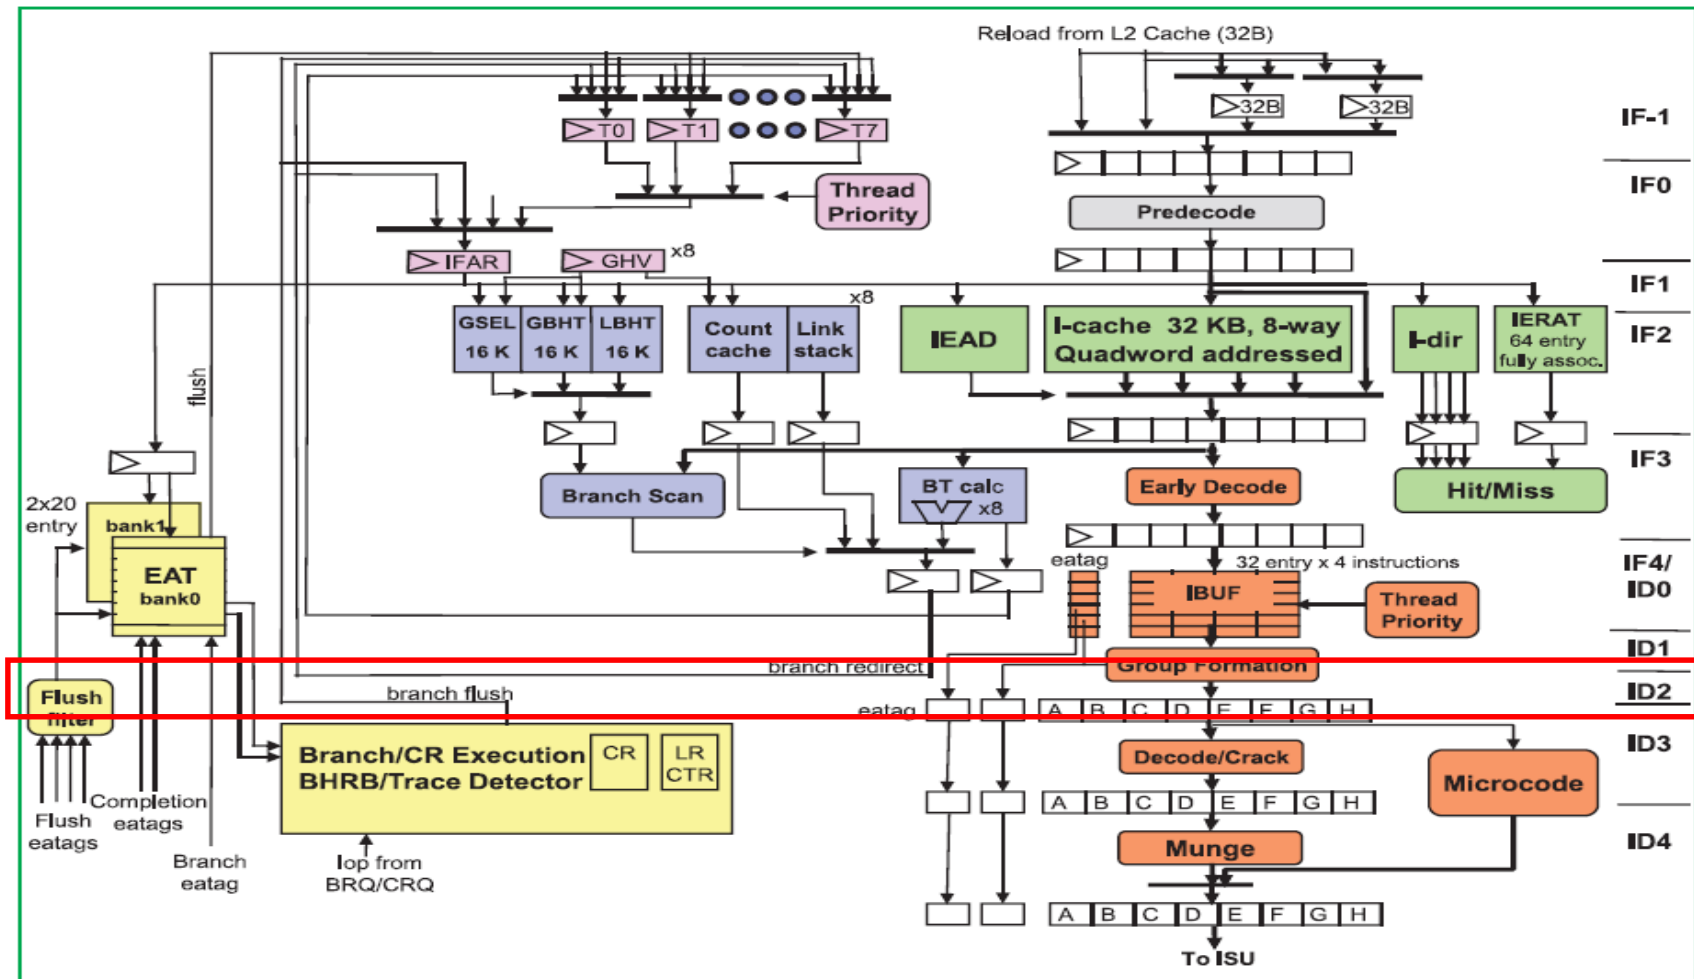 Reload from L2 Cache (32B)
32B
32B
IF-1
T0
T1
T7
IF0
Thread
Priority
Predecode
IFAR
GHV
x8
IF1
GSEL
16 K
GBHT
16 K
LBHT
16 K
Count
cache
Link
stack
x8
IEAD
I-cache 32 KB, 8-way
Quadword addressed
I-dir
IERAT
64 entry
fully assoc.
IF2
flush
IF3
Branch Scan
BT calc
x8
Early Decode
Hit/Miss
2x20
entry
bank1
EAT
bank0
eatag
32 entry x 4 instructions
IBUF
Thread
Priority
IF4/
ID0
ID1
branch redirect
Group Formation
Flush
filter
branch flush
eatag
A B C D E F G H
ID2
Branch/CR Execution
BHRB/Trace Detector
CR
LR
CTR
Decode/Crack
Microcode
ID3
A B C D E F G H
Completion
eatags
Flush
eatags
Branch
eatag
Iop from
BRQ/CRQ
Munge
ID4
A B C D E F G H
To ISU